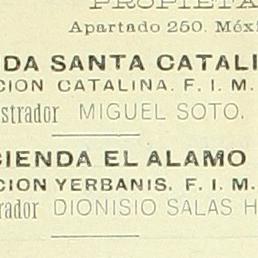 PROPIETA
Apartado 250. Méxi
DA SANTA CATALI
CION CATALINA. F. I. M.
strador MIGUEL SOTO.
CIENDA EL ALAMO
CION YERBANIS. F. I. M.
rador DIONISIO SALAS H